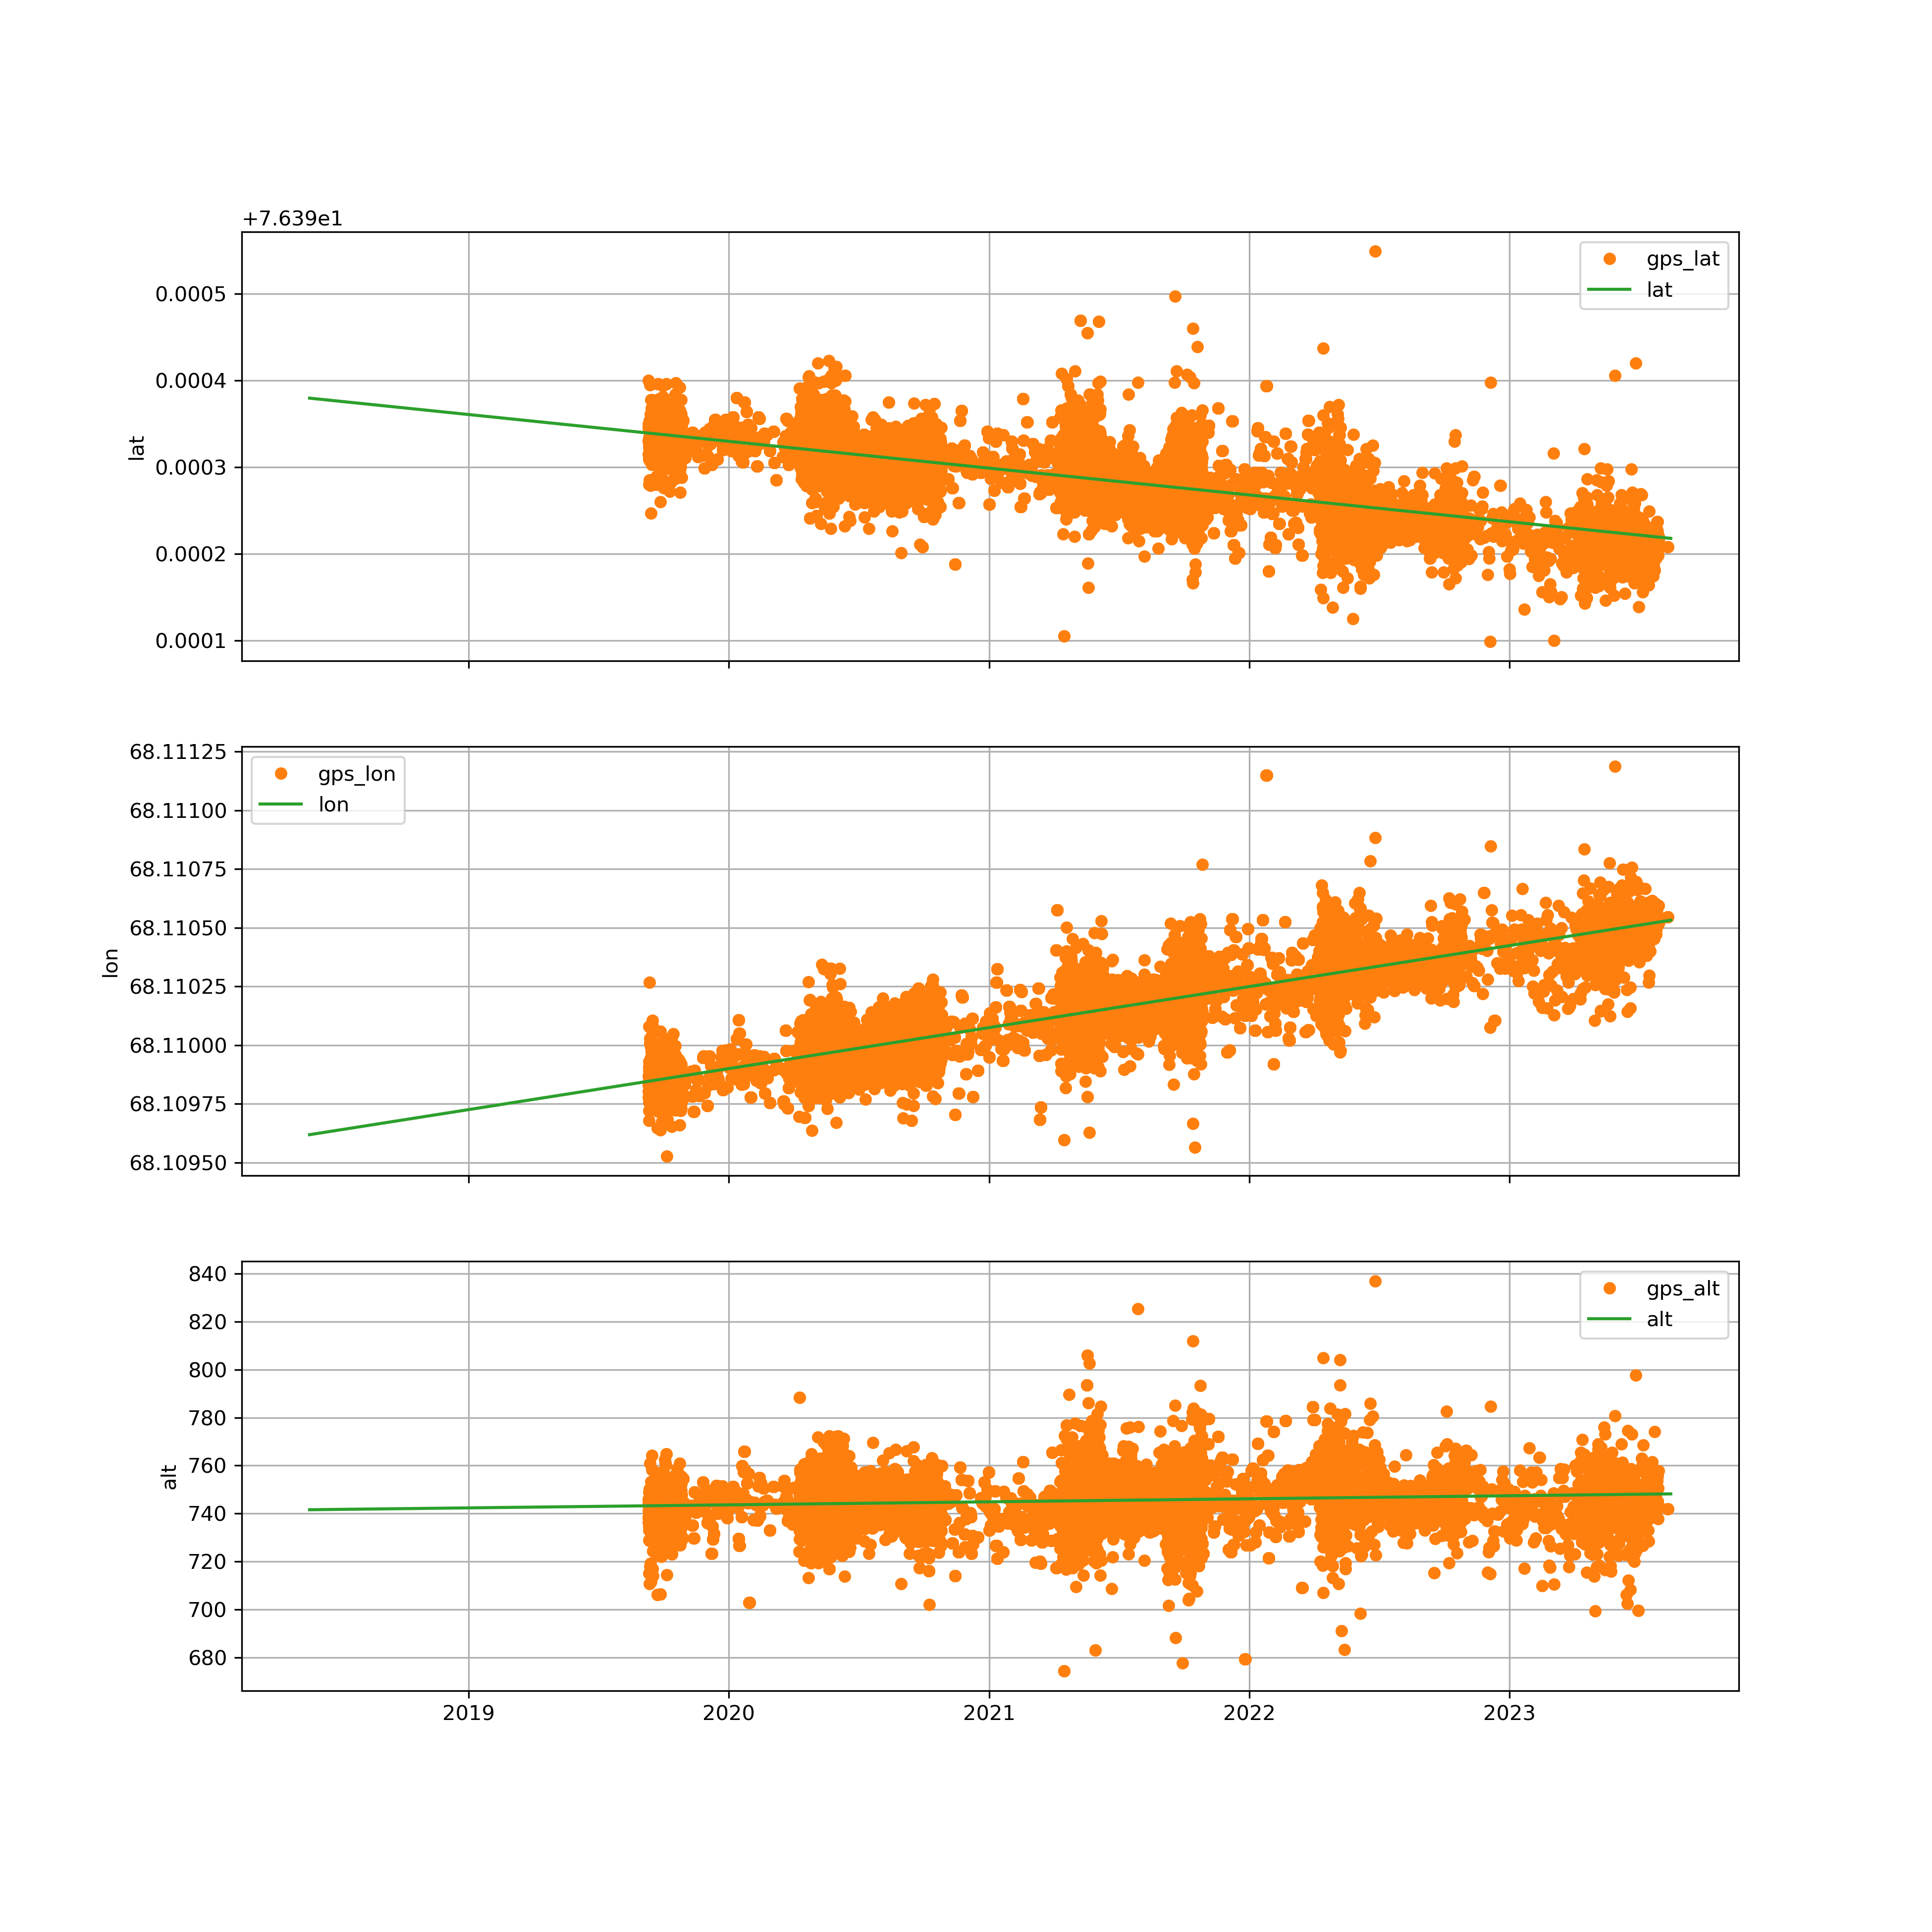 +7.639e1
0.0005
0.0004
0.0003
0.0002
0.0001
lat
gps_lat
lat
68.11125
68.11100
68.11075
68.11050
68.11025
68.11000
68.10975
68.10950
lon
gps_lon
lon
840
820
800
780
760
740
720
700
680
alt
gps_alt
alt
2019 2020 2021 2022 2023